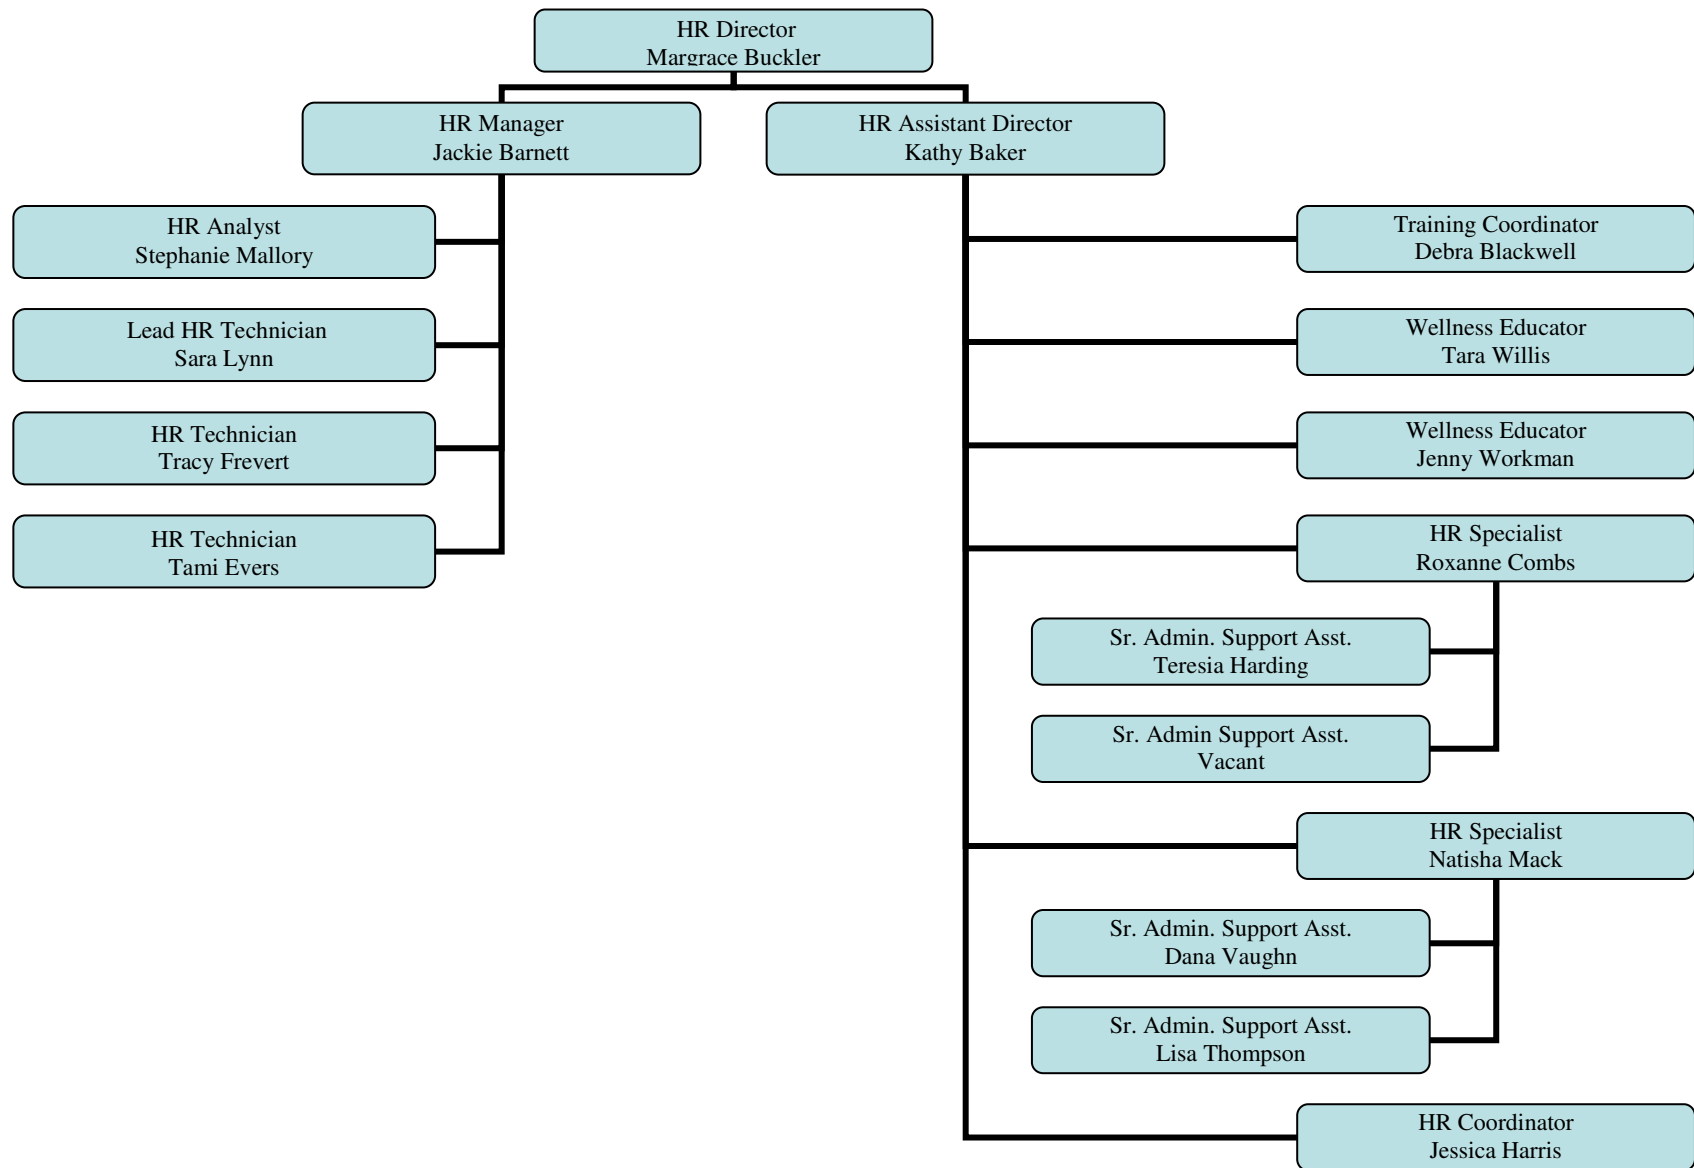 HR Director
Margrace Buckler
HR Manager
Jackie Barnett
HR Assistant Director
Kathy Baker
HR Analyst
Stephanie Mallory
Lead HR Technician
Sara Lynn
HR Technician
Tracy Frevert
HR Technician
Tami Evers
Training Coordinator
Debra Blackwell
Wellness Educator
Tara Willis
Wellness Educator
Jenny Workman
HR Specialist
Roxanne Combs
Sr. Admin. Support Asst.
Teresia Harding
Sr. Admin Support Asst.
Vacant
HR Specialist
Natisha Mack
Sr. Admin. Support Asst.
Dana Vaughn
Sr. Admin. Support Asst.
Lisa Thompson
HR Coordinator
Jessica Harris